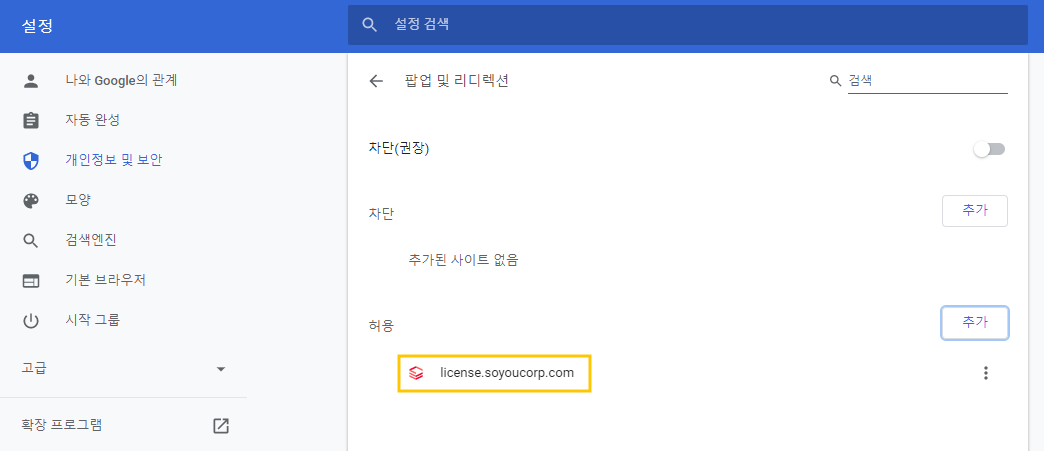 설정
설정 검색
나와 Google의 관계
자동 완성
개인정보 및 보안
모양
검색엔진
기본 브라우저
시작 그룹
고급
확장 프로그램
팝업 및 리디렉션
검색
차단(권장)
차단
추가
추가된 사이트 없음
허용
추가
license.soyoucorp.com